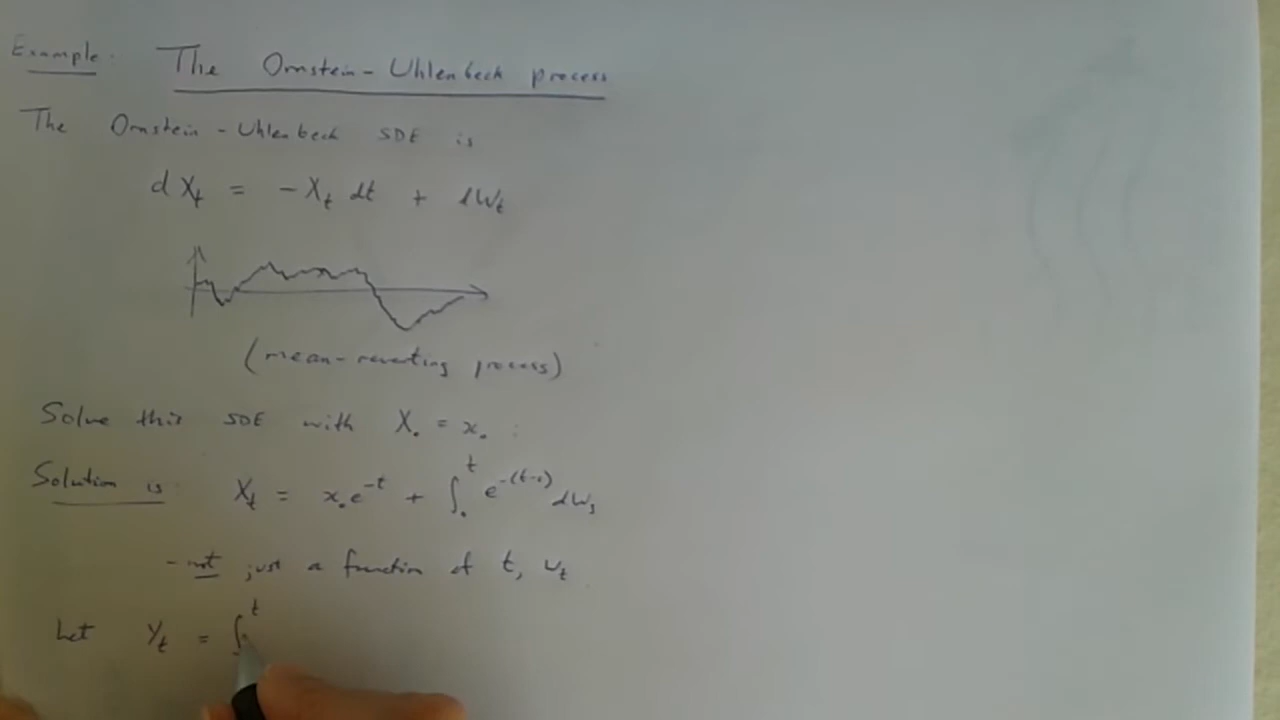 Example. The Ornstein-Uhlenbeck process
The Ornstein-Uhlenbeck SDE is
dX_t = -X_t dt + dW_t
(mean-reverting process)
Solve this SDE with X_0 = x_0 :
Solution is: X_t = x_0 e^{-t} + ∫_0^t e^{-(t-s)} dW_s
- not just a function of t, W_t
Let Y_t = ∫_0^t